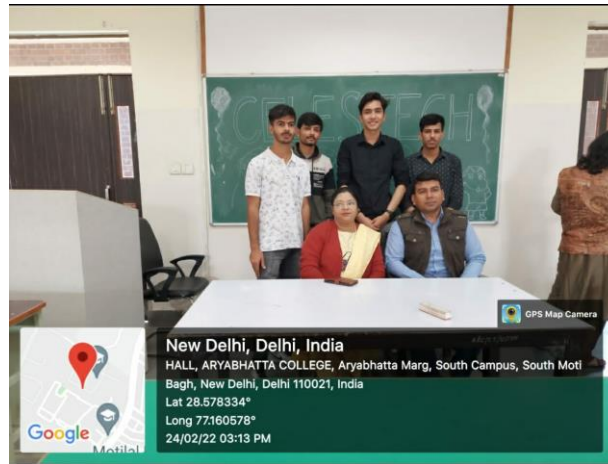 CELESTECH
GPS Map Camera
New Delhi, Delhi, India
HALL, ARYABHATTA COLLEGE, Aryabhatta Marg, South Campus, South Moti
Bagh, New Delhi, Delhi 110021, India
Lat 28.578334°
Long 77.160578°
24/02/22 03:13 PM
Google
Motilal